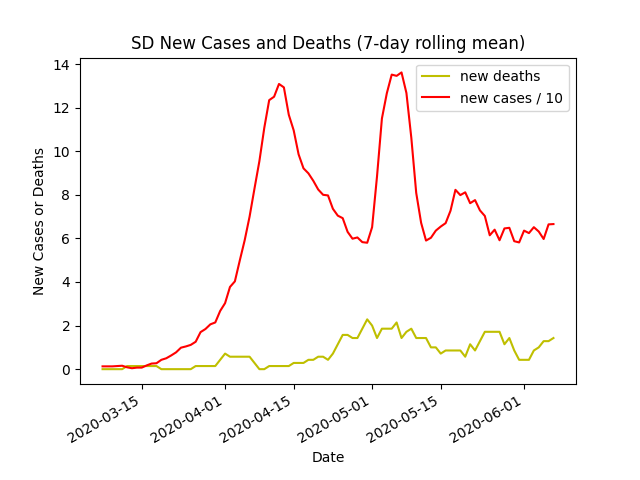 SD New Cases and Deaths (7-day rolling mean)
new deaths
new cases / 10
New Cases or Deaths
14
12
10
8
6
4
2
0
2020-03-15
2020-04-01
2020-04-15
2020-05-01
2020-05-15
2020-06-01
Date